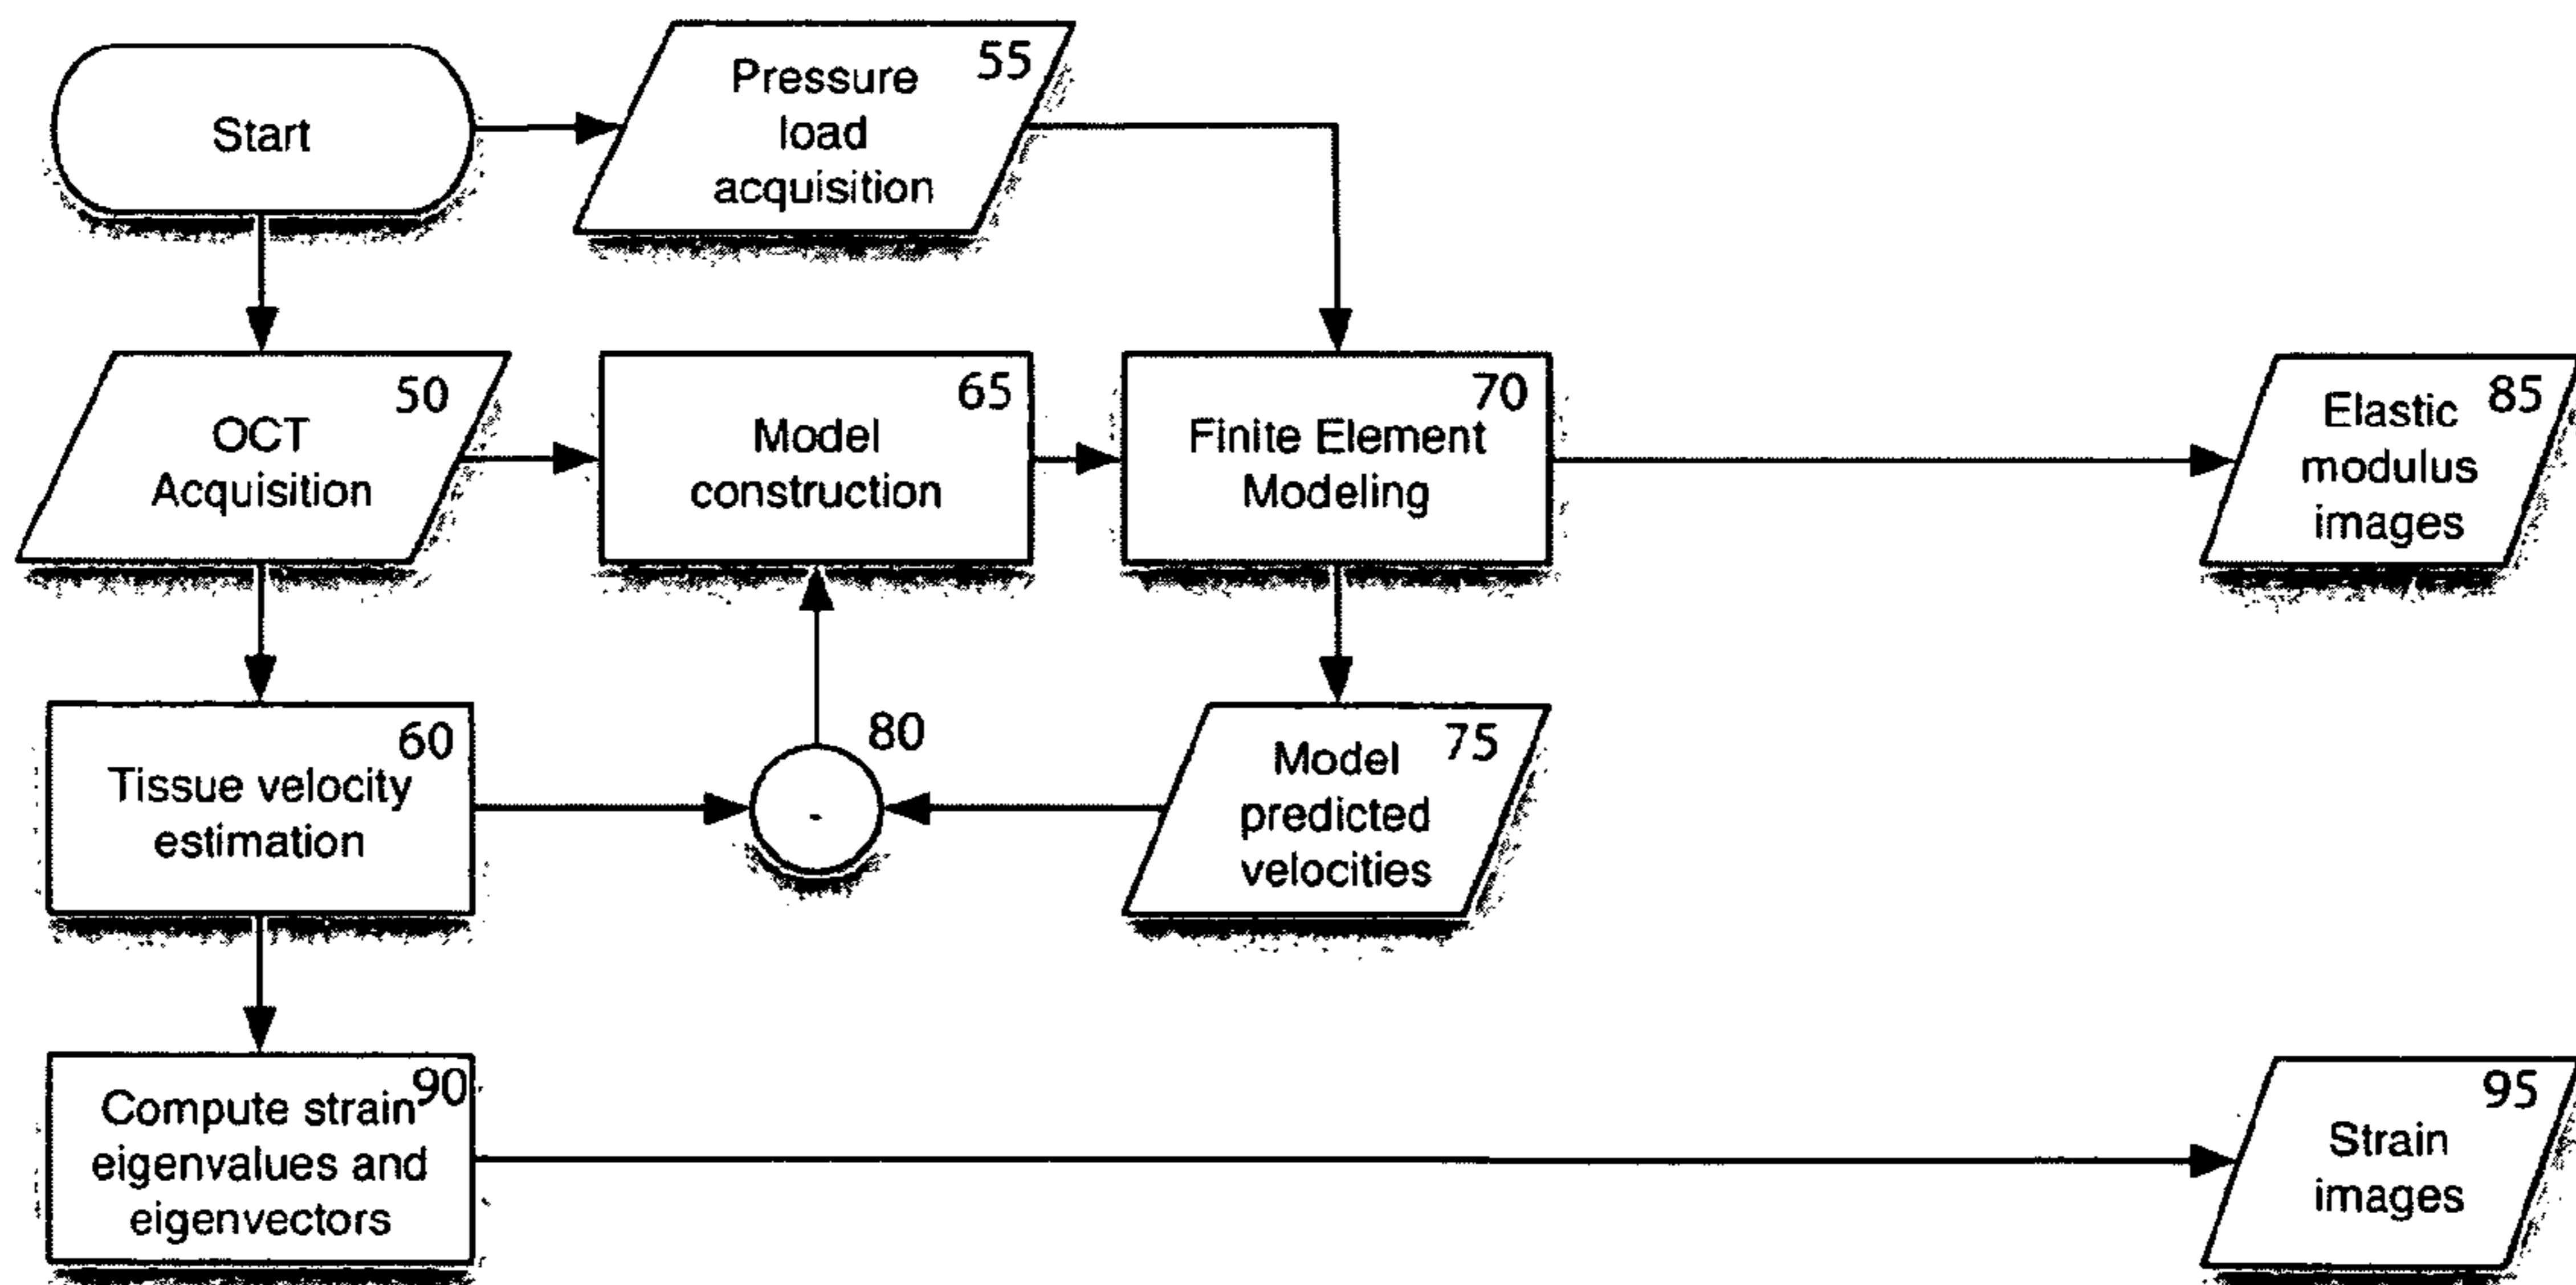 Start
Pressure
load
acquisition
55
OCT
Acquisition
50
Model
construction
65
Finite Element
Modeling
70
Elastic
modulus
images
85
Tissue velocity
estimation
60
-
80
Model
predicted
velocities
75
Compute strain
eigenvalues and
eigenvectors
90
Strain
images
95